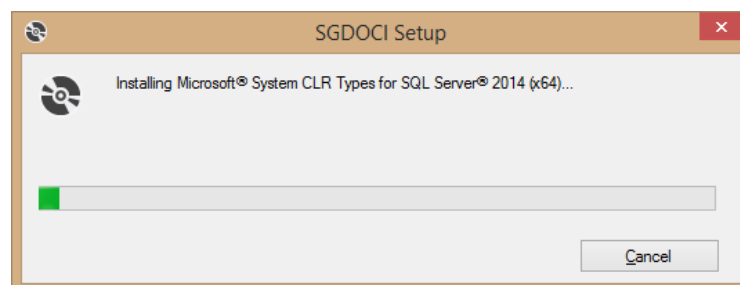 SGDOCI Setup
Installing Microsoft® System CLR Types for SQL Server® 2014 (x64)...
Cancel